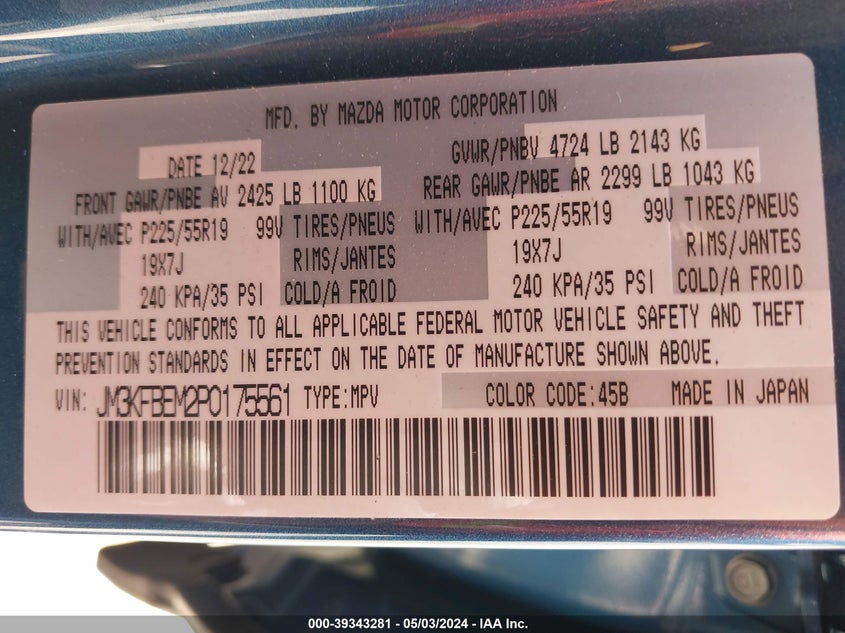 MFD. BY MAZDA MOTOR CORPORATION
DATE 12/22
GVWR/PNBV 4724 LB 2143 KG
FRONT GAWR/PNBE AV 2425 LB 1100 KG
REAR GAWR/PNBE AR 2299 LB 1043 KG
WITH/AVEC P225/55R19 99V TIRES/PNEUS
WITH/AVEC P225/55R19 99V TIRES/PNEUS
19X7J RIMS/JANTES
19X7J RIMS/JANTES
240 KPA/35 PSI COLD/A FROID
240 KPA/35 PSI COLD/A FROID
THIS VEHICLE CONFORMS TO ALL APPLICABLE FEDERAL MOTOR VEHICLE SAFETY AND THEFT
PREVENTION STANDARDS IN EFFECT ON THE DATE OF MANUFACTURE SHOWN ABOVE.
VIN: JM3KFBEM2P0175561 TYPE:MPV COLOR CODE:45B MADE IN JAPAN
000-39343281 - 05/03/2024 - IAA Inc.